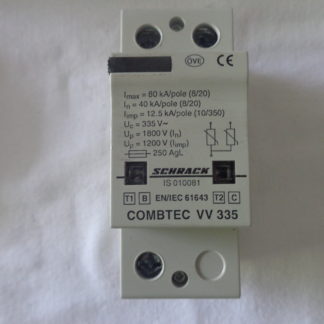 OVE CE
Imax = 80 kA/pole (8/20)
In = 40 kA/pole (8/20)
Iimp = 12.5 kA/pole (10/350)
Uc = 335 V~
Up = 1800 V (In)
Up = 1200 V (Iimp)
250 AgL
SCHRACK
IS 010081
T1 B EN/IEC 61643 T2 C
COMBTEC VV 335